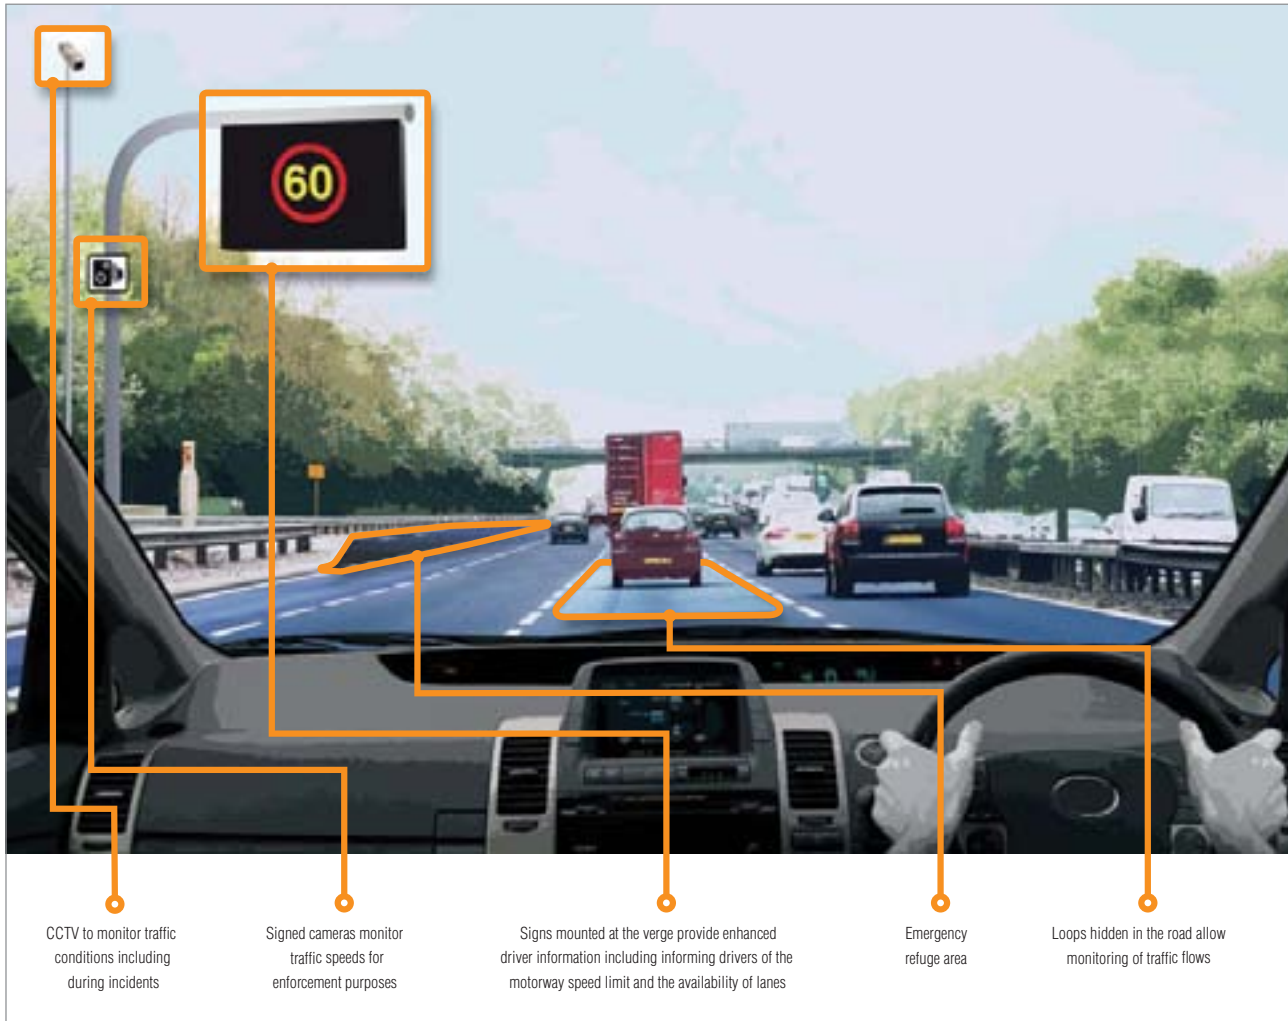 60
CCTV to monitor traffic
conditions including
during incidents
Signed cameras monitor
traffic speeds for
enforcement purposes
Signs mounted at the verge provide enhanced
driver information including informing drivers of the
motorway speed limit and the availability of lanes
Emergency
refuge area
Loops hidden in the road allow
monitoring of traffic flows